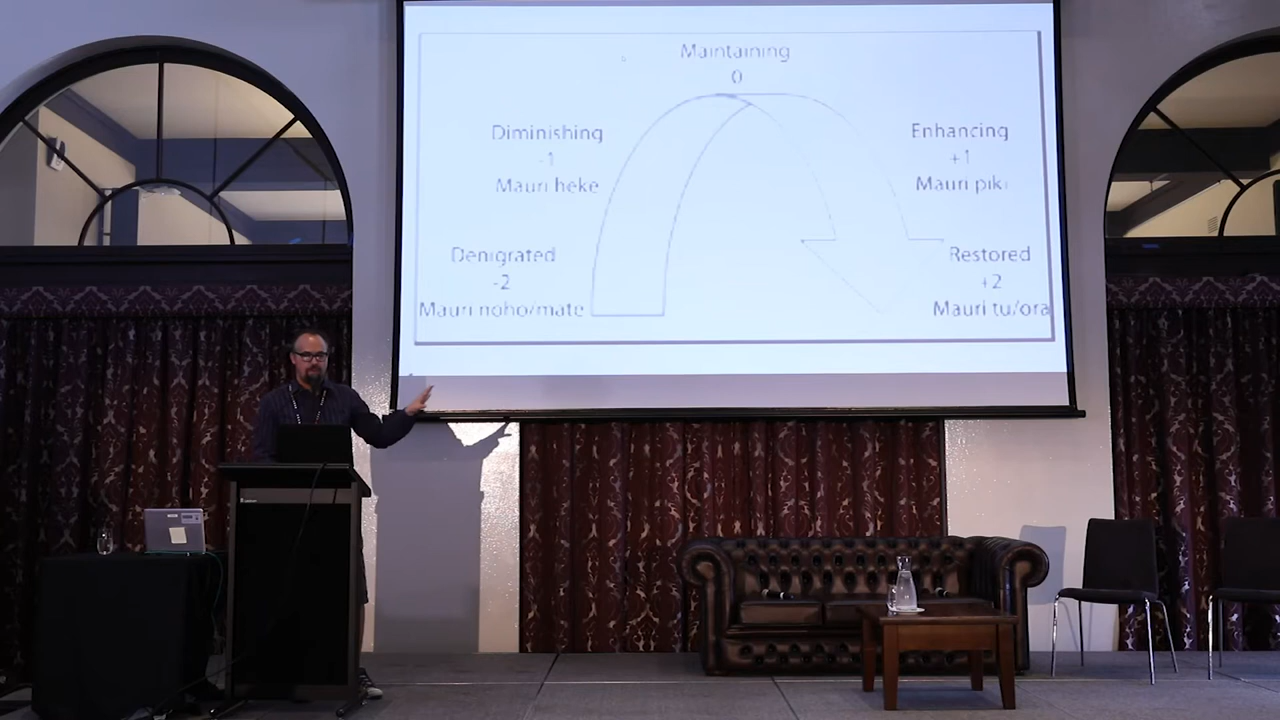 Maintaining
0
Diminishing
-1
Mauri heke
Enhancing
+1
Mauri piki
Denigrated
-2
Mauri noho/mate
Restored
+2
Mauri tu/ora